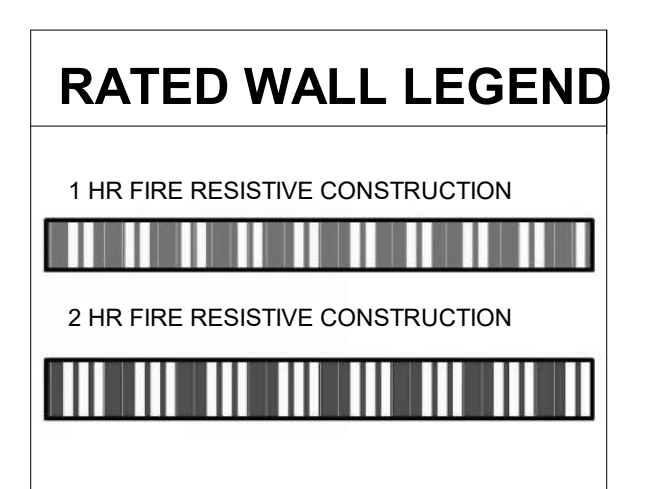 RATED WALL LEGEND
1 HR FIRE RESISTIVE CONSTRUCTION
2 HR FIRE RESISTIVE CONSTRUCTION